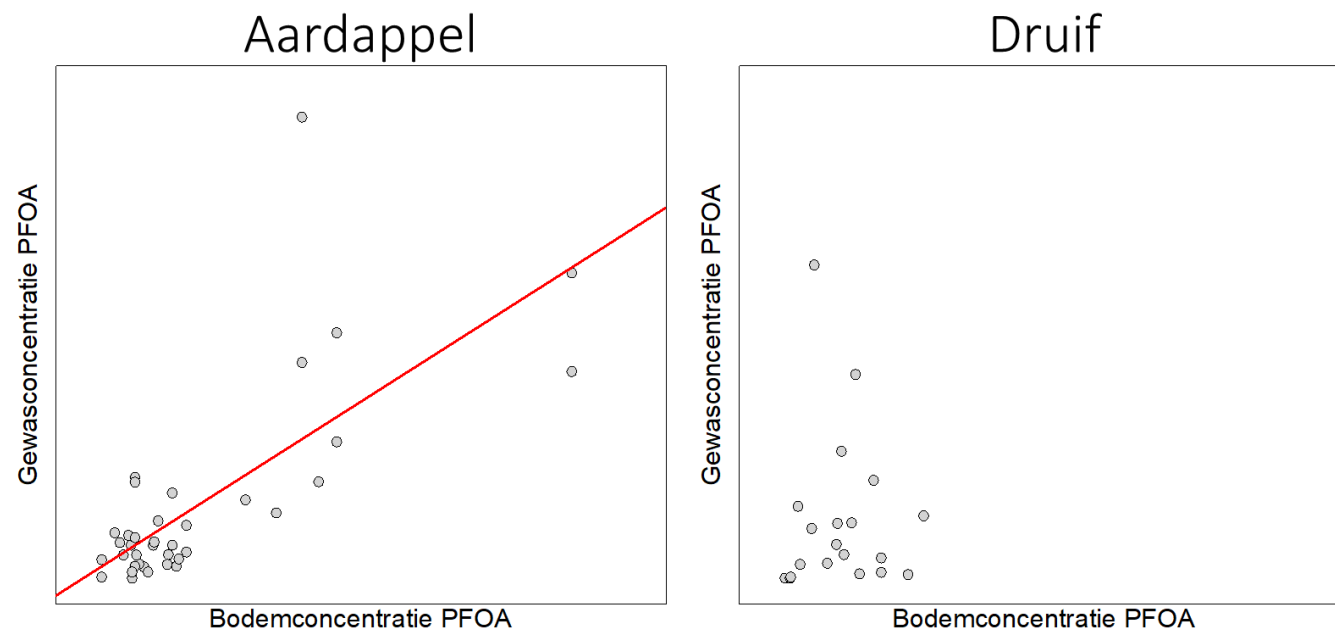 Aardappel
Gewasconcentratie PFOA
Bodemconcentratie PFOA
Druif
Gewasconcentratie PFOA
Bodemconcentratie PFOA